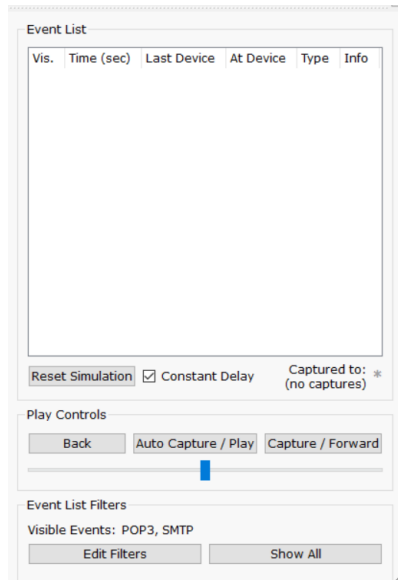 Event List
Vis. Time (sec) Last Device At Device Type Info
Reset Simulation Constant Delay Captured to: *
(no captures)
Play Controls
Back Auto Capture / Play Capture / Forward
Event List Filters
Visible Events: POP3, SMTP
Edit Filters Show All